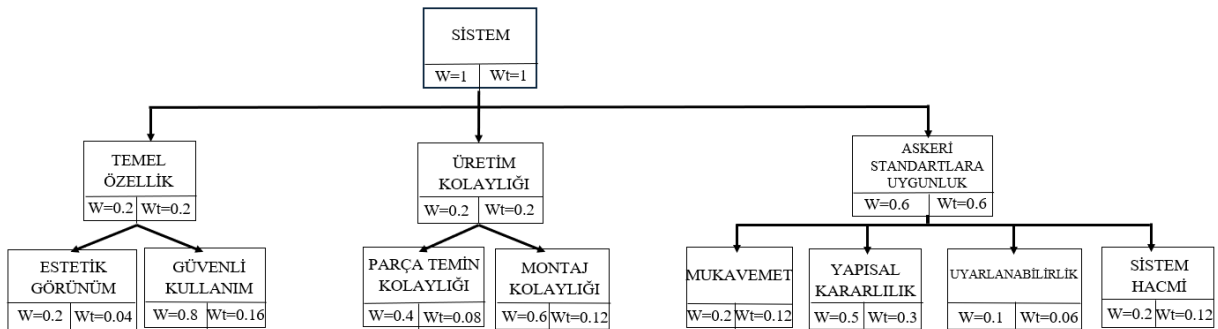 SİSTEM
W=1 Wt=1
TEMEL
ÖZELLİK
W=0.2 Wt=0.2
ÜRETİM
KOLAYLIĞI
W=0.2 Wt=0.2
ASKERİ
STANDARTLARA
UYGUNLUK
W=0.6 Wt=0.6
ESTETİK
GÖRÜNÜM
W=0.2 Wt=0.04
GÜVENLİ
KULLANIM
W=0.8 Wt=0.16
PARÇA TEMİN
KOLAYLIĞI
W=0.4 Wt=0.08
MONTAJ
KOLAYLIĞI
W=0.6 Wt=0.12
MUKAVEMET
W=0.2 Wt=0.12
YAPISAL
KARARLILIK
W=0.5 Wt=0.3
UYARLANABİLİRLİK
W=0.1 Wt=0.06
SİSTEM
HACMİ
W=0.2 Wt=0.12